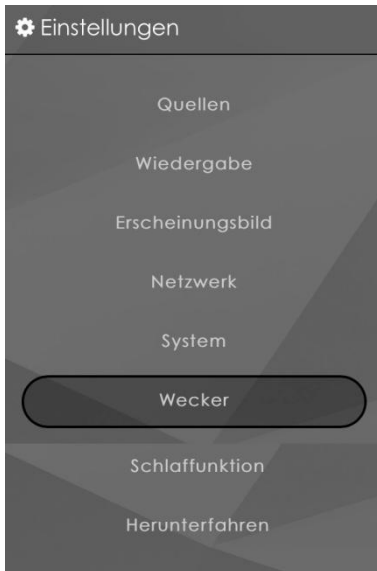 Einstellungen
Quellen
Wiedergabe
Erscheinungsbild
Netzwerk
System
Wecker
Schlaffunktion
Herunterfahren